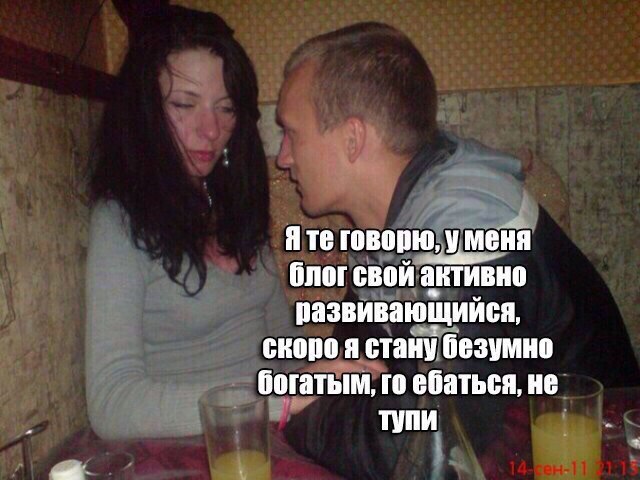 Я те говорю, у меня
блог свой активно
развивающийся,
скоро я стану безумно
богатым, го ебаться, не
тупи
14-сен-11 21:15